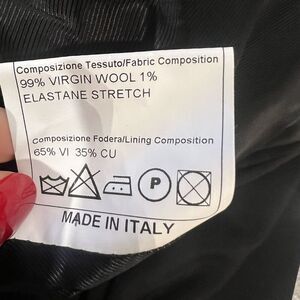 Composizione Tessuto/Fabric Composition
99% VIRGIN WOOL 1%
ELASTANE STRETCH
Composizione Fodera/Lining Composition
65% VI 35% CU
P
MADE IN ITALY